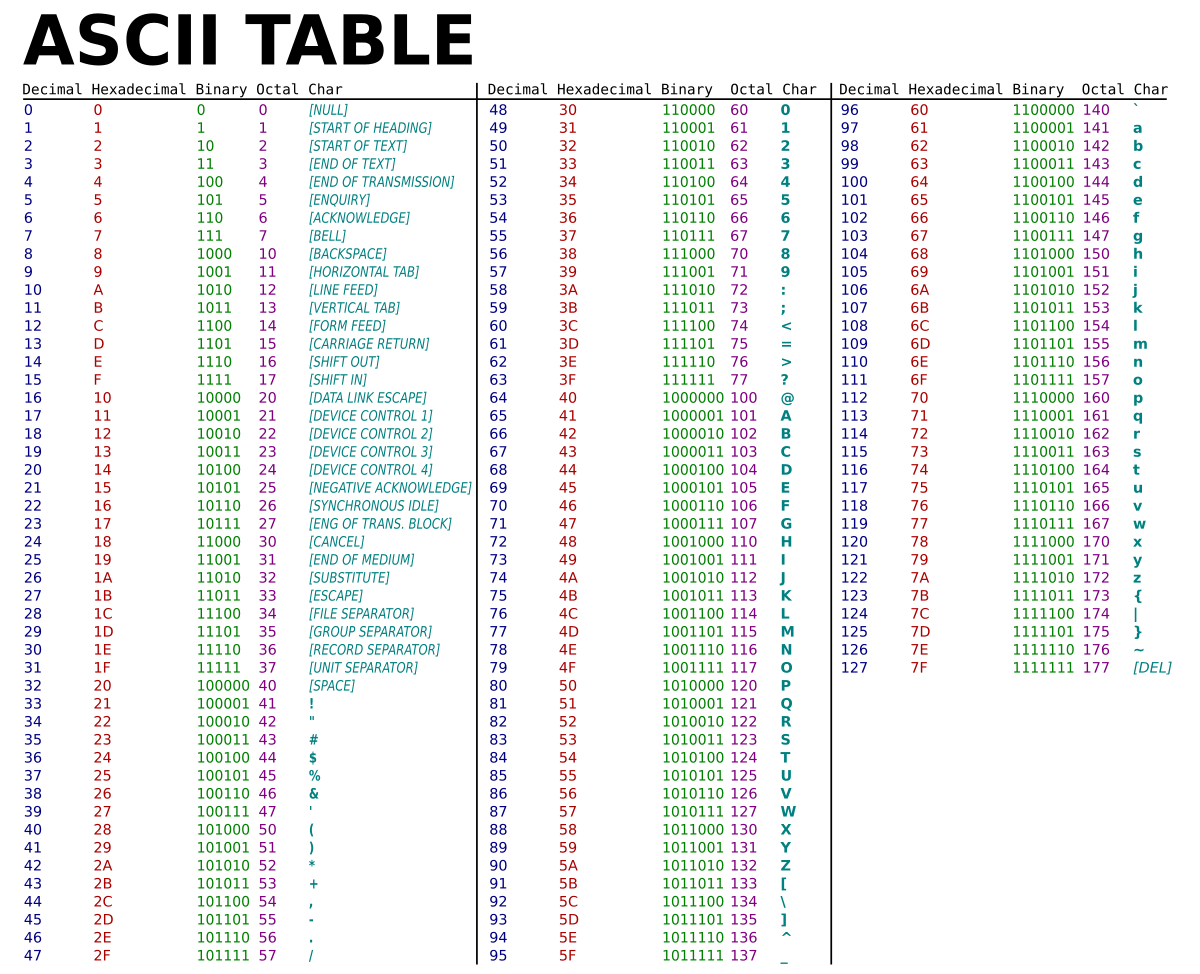 ASCII TABLE
Decimal Hexadecimal Binary Octal Char
0 0 0 0 [NULL]
1 1 1 1 [START OF HEADING]
2 2 10 2 [START OF TEXT]
3 3 11 3 [END OF TEXT]
4 4 100 4 [END OF TRANSMISSION]
5 5 101 5 [ENQUIRY]
6 6 110 6 [ACKNOWLEDGE]
7 7 111 7 [BELL]
8 8 1000 10 [BACKSPACE]
9 9 1001 11 [HORIZONTAL TAB]
10 A 1010 12 [LINE FEED]
11 B 1011 13 [VERTICAL TAB]
12 C 1100 14 [FORM FEED]
13 D 1101 15 [CARRIAGE RETURN]
14 E 1110 16 [SHIFT OUT]
15 F 1111 17 [SHIFT IN]
16 10 10000 20 [DATA LINK ESCAPE]
17 11 10001 21 [DEVICE CONTROL 1]
18 12 10010 22 [DEVICE CONTROL 2]
19 13 10011 23 [DEVICE CONTROL 3]
20 14 10100 24 [DEVICE CONTROL 4]
21 15 10101 25 [NEGATIVE ACKNOWLEDGE]
22 16 10110 26 [SYNCHRONOUS IDLE]
23 17 10111 27 [ENG OF TRANS. BLOCK]
24 18 11000 30 [CANCEL]
25 19 11001 31 [END OF MEDIUM]
26 1A 11010 32 [SUBSTITUTE]
27 1B 11011 33 [ESCAPE]
28 1C 11100 34 [FILE SEPARATOR]
29 1D 11101 35 [GROUP SEPARATOR]
30 1E 11110 36 [RECORD SEPARATOR]
31 1F 11111 37 [UNIT SEPARATOR]
32 20 100000 40 [SPACE]
33 21 100001 41 !
34 22 100010 42 "
35 23 100011 43 #
36 24 100100 44 $
37 25 100101 45 %
38 26 100110 46 &
39 27 100111 47 '
40 28 101000 50 (
41 29 101001 51 )
42 2A 101010 52 *
43 2B 101011 53 +
44 2C 101100 54 ,
45 2D 101101 55 -
46 2E 101110 56 .
47 2F 101111 57 /
Decimal Hexadecimal Binary Octal Char
48 30 110000 60 0
49 31 110001 61 1
50 32 110010 62 2
51 33 110011 63 3
52 34 110100 64 4
53 35 110101 65 5
54 36 110110 66 6
55 37 110111 67 7
56 38 111000 70 8
57 39 111001 71 9
58 3A 111010 72 :
59 3B 111011 73 ;
60 3C 111100 74 <
61 3D 111101 75 =
62 3E 111110 76 >
63 3F 111111 77 ?
64 40 1000000 100 @
65 41 1000001 101 A
66 42 1000010 102 B
67 43 1000011 103 C
68 44 1000100 104 D
69 45 1000101 105 E
70 46 1000110 106 F
71 47 1000111 107 G
72 48 1001000 110 H
73 49 1001001 111 I
74 4A 1001010 112 J
75 4B 1001011 113 K
76 4C 1001100 114 L
77 4D 1001101 115 M
78 4E 1001110 116 N
79 4F 1001111 117 O
80 50 1010000 120 P
81 51 1010001 121 Q
82 52 1010010 122 R
83 53 1010011 123 S
84 54 1010100 124 T
85 55 1010101 125 U
86 56 1010110 126 V
87 57 1010111 127 W
88 58 1011000 130 X
89 59 1011001 131 Y
90 5A 1011010 132 Z
91 5B 1011011 133 [
92 5C 1011100 134 \
93 5D 1011101 135 ]
94 5E 1011110 136 ^
95 5F 1011111 137 _
Decimal Hexadecimal Binary Octal Char
96 60 1100000 140 `
97 61 1100001 141 a
98 62 1100010 142 b
99 63 1100011 143 c
100 64 1100100 144 d
101 65 1100101 145 e
102 66 1100110 146 f
103 67 1100111 147 g
104 68 1101000 150 h
105 69 1101001 151 i
106 6A 1101010 152 j
107 6B 1101011 153 k
108 6C 1101100 154 l
109 6D 1101101 155 m
110 6E 1101110 156 n
111 6F 1101111 157 o
112 70 1110000 160 p
113 71 1110001 161 q
114 72 1110010 162 r
115 73 1110011 163 s
116 74 1110100 164 t
117 75 1110101 165 u
118 76 1110110 166 v
119 77 1110111 167 w
120 78 1111000 170 x
121 79 1111001 171 y
122 7A 1111010 172 z
123 7B 1111011 173 {
124 7C 1111100 174 |
125 7D 1111101 175 }
126 7E 1111110 176 ~
127 7F 1111111 177 [DEL]